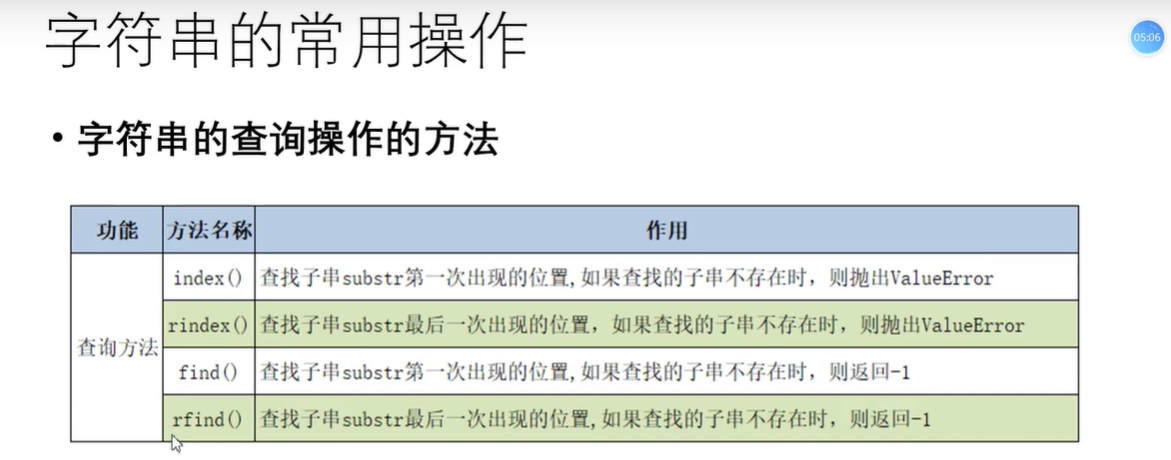 字符串的常用操作
05:06
• 字符串的查询操作的方法
功能 方法名称 作用
查询方法
index() 查找子串substr第一次出现的位置,如果查找的子串不存在时，则抛出ValueError
rindex() 查找子串substr最后一次出现的位置，如果查找的子串不存在时，则抛出ValueError
find() 查找子串substr第一次出现的位置,如果查找的子串不存在时，则返回-1
rfind() 查找子串substr最后一次出现的位置,如果查找的子串不存在时，则返回-1